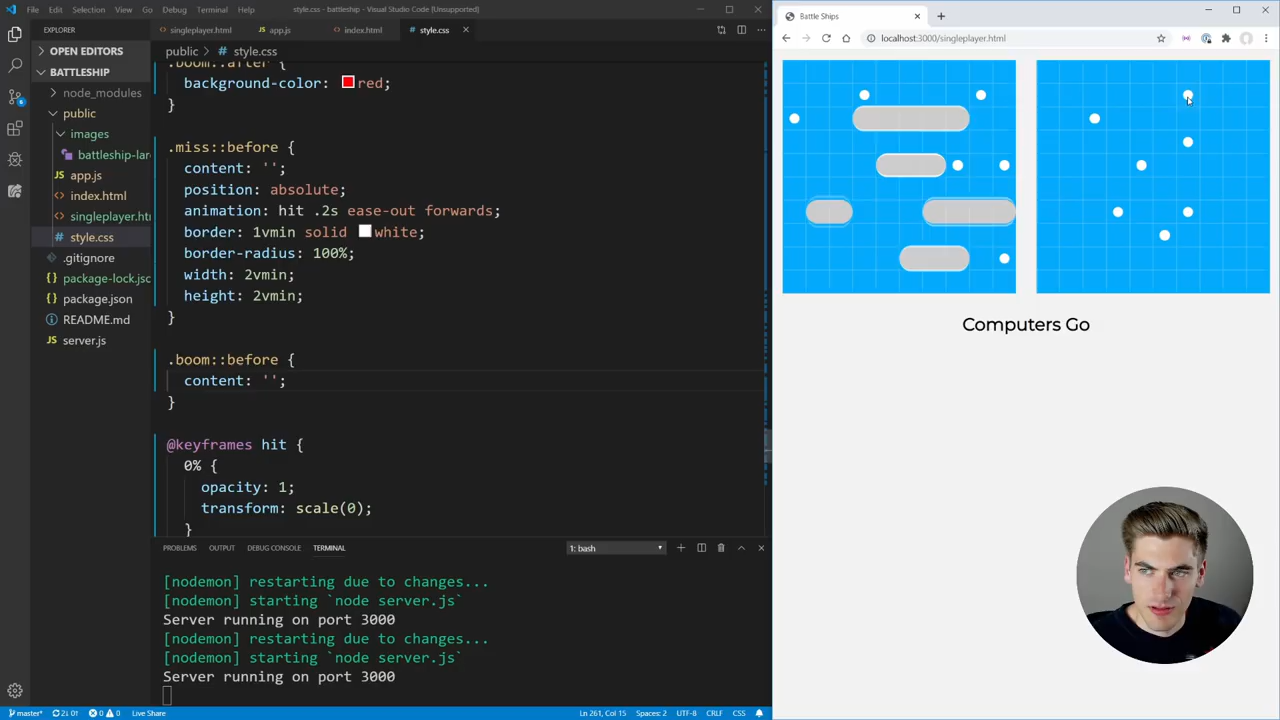 File Edit Selection View Go Debug Terminal Help
style.css - battleship - Visual Studio Code [Unsupported]
EXPLORER
OPEN EDITORS
BATTLESHIP
node_modules
public
images
battleship-lar
app.js
index.html
singleplayer.htm
style.css
.gitignore
package-lock.jsc
package.json
README.md
server.js
singleplayer.html
app.js
index.html
style.css
public > style.css
.boom::after {
background-color: red;
}
.miss::before {
content: '';
position: absolute;
animation: hit .2s ease-out forwards;
border: 1vmin solid white;
border-radius: 100%;
width: 2vmin;
height: 2vmin;
}
.boom::before {
content: '';
}
@keyframes hit {
0% {
opacity: 1;
transform: scale(0);
}
PROBLEMS OUTPUT DEBUG CONSOLE TERMINAL
1: bash
[nodemon] restarting due to changes...
[nodemon] starting `node server.js`
Server running on port 3000
[nodemon] restarting due to changes...
[nodemon] starting `node server.js`
Server running on port 3000
master* 2↓ 0↑ 0 0 Live Share
Ln 261, Col 15 Spaces: 2 UTF-8 CRLF CSS
Battle Ships
localhost:3000/singleplayer.html
Computers Go